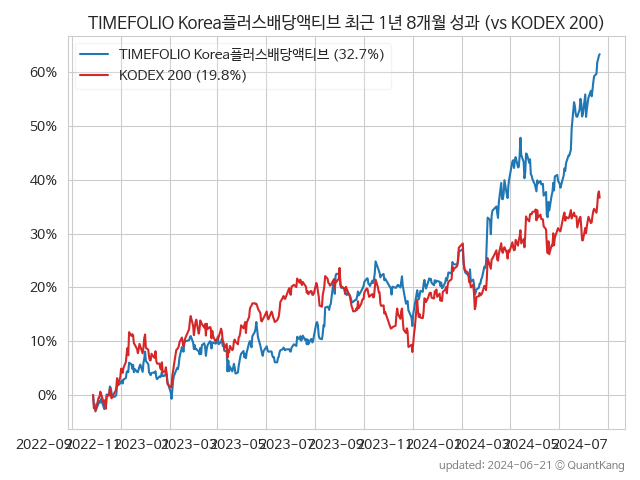 TIMEFOLIO Korea플러스배당액티브 최근 1년 8개월 성과 (vs KODEX 200)
TIMEFOLIO Korea플러스배당액티브 (32.7%)
KODEX 200 (19.8%)
60%
50%
40%
30%
20%
10%
0%
2022-09 2022-11 2023-01 2023-03 2023-05 2023-07 2023-09 2023-11 2024-01 2024-03 2024-05 2024-07
updated: 2024-06-21 © QuantKang